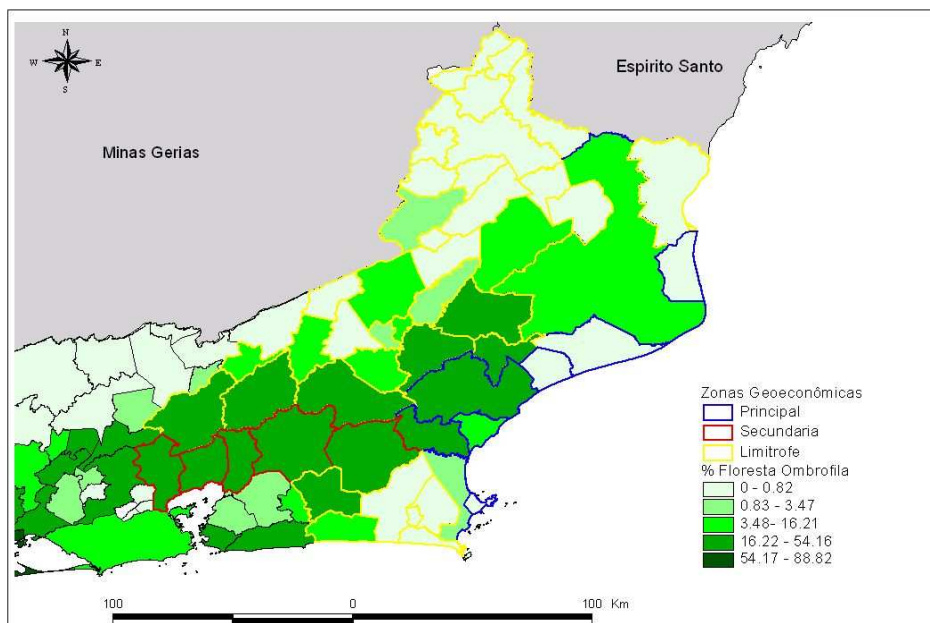 N
W E
S
Espirito Santo
Minas Gerias
Zonas Geoeconômicas
Principal
Secundaria
Limitrofe
% Floresta Ombrofila
0 - 0.82
0.83 - 3.47
3.48- 16.21
16.22 - 54.16
54.17 - 88.82
100 0 100 Km